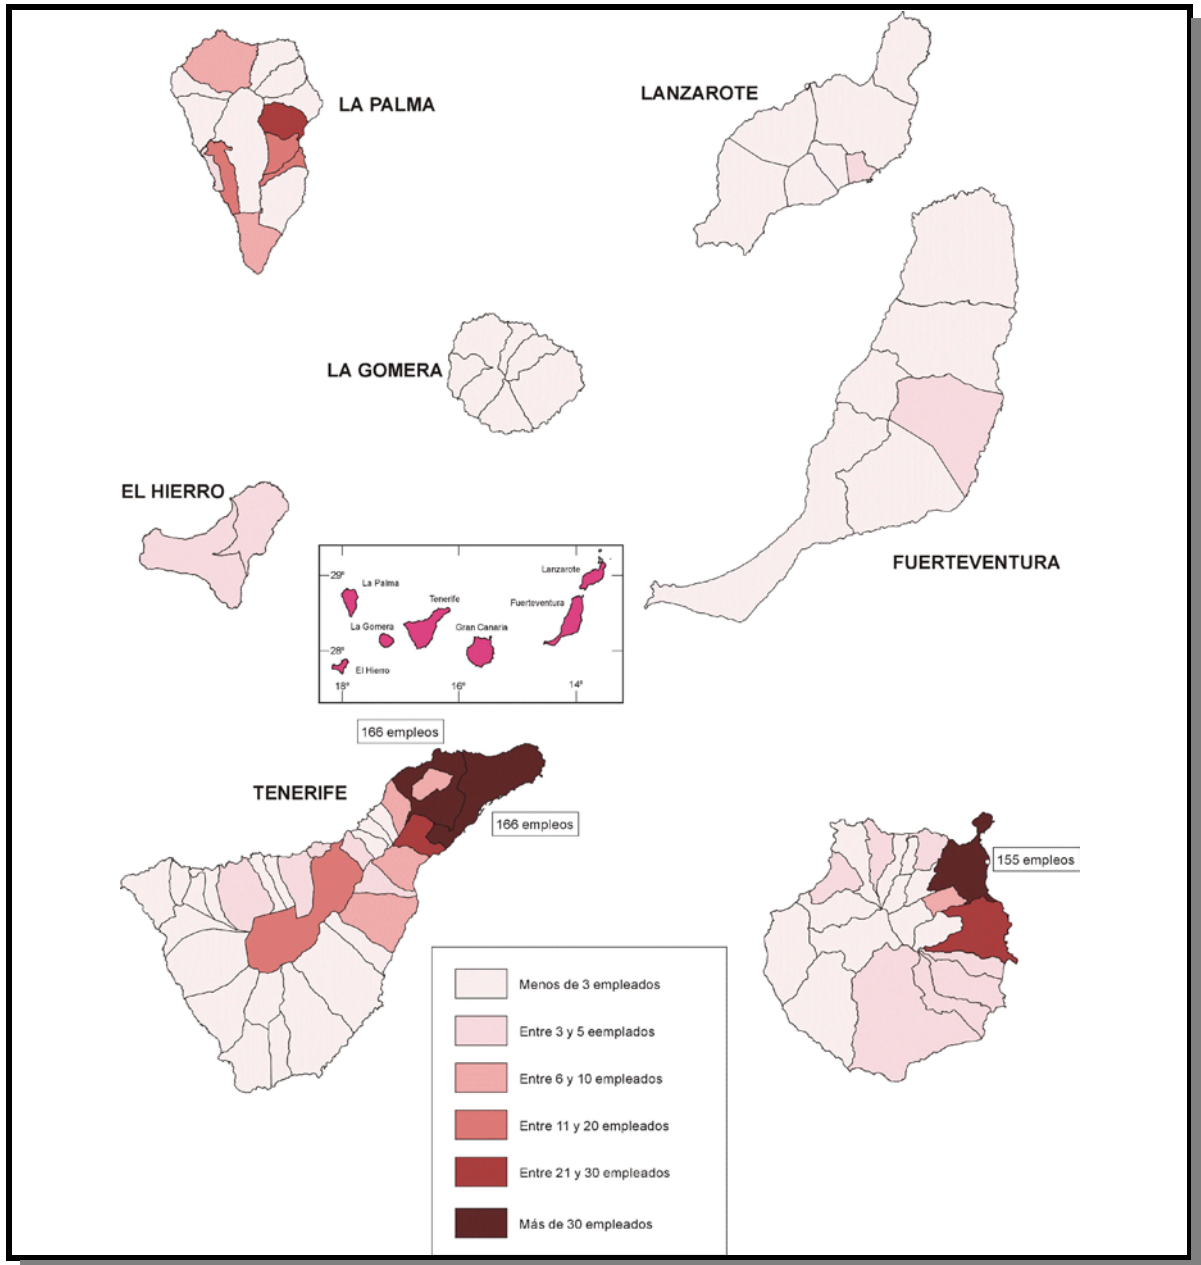 LANZAROTE
LA PALMA
LA GOMERA
EL HIERRO
FUERTEVENTURA
Lanzarote
29º
La Palma
Tenerife
Fuerteventura
La Gomera
Gran Canaria
28º
El Hierro
18º
16º
14º
166 empleos
TENERIFE
166 empleos
155 empleos
Menos de 3 empleados
Entre 3 y 5 eemplados
Entre 6 y 10 empleados
Entre 11 y 20 empleados
Entre 21 y 30 empleados
Más de 30 empleados